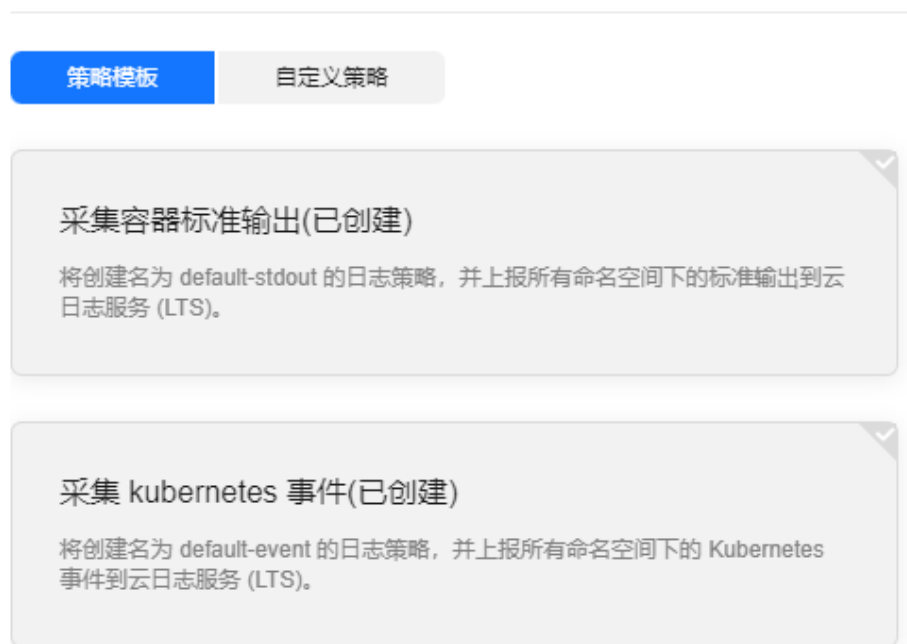 策略模板
自定义策略
采集容器标准输出(已创建)
将创建名为 default-stdout 的日志策略，并上报所有命名空间下的标准输出到云
日志服务 (LTS)。
采集 kubernetes 事件(已创建)
将创建名为 default-event 的日志策略，并上报所有命名空间下的 Kubernetes
事件到云日志服务 (LTS)。